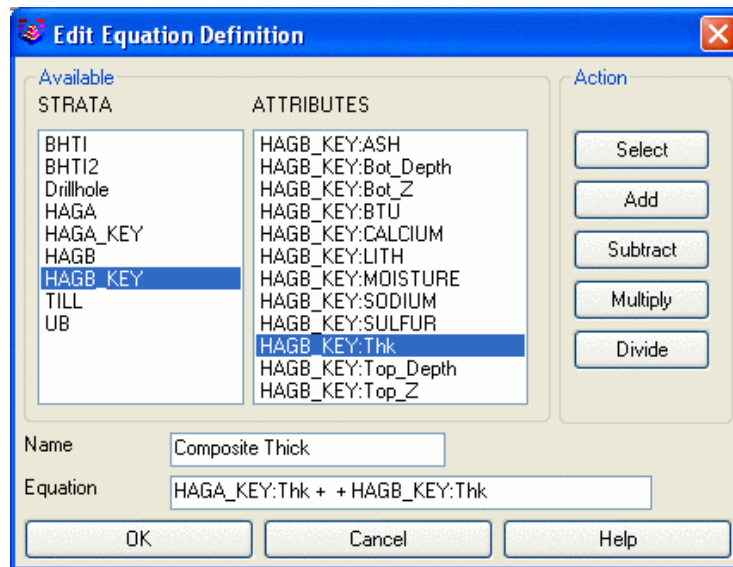 Edit Equation Definition
Available
STRATA ATTRIBUTES
BHTI
BHTI2
Drillhole
HAGA
HAGA_KEY
HAGB
HAGB_KEY
TILL
UB
HAGB_KEY:ASH
HAGB_KEY:Bot_Depth
HAGB_KEY:Bot_Z
HAGB_KEY:BTU
HAGB_KEY:CALCIUM
HAGB_KEY:LITH
HAGB_KEY:MOISTURE
HAGB_KEY:SODIUM
HAGB_KEY:SULFUR
HAGB_KEY:Thk
HAGB_KEY:Top_Depth
HAGB_KEY:Top_Z
Action
Select
Add
Subtract
Multiply
Divide
Name Composite Thick
Equation HAGA_KEY:Thk + + HAGB_KEY:Thk
OK Cancel Help